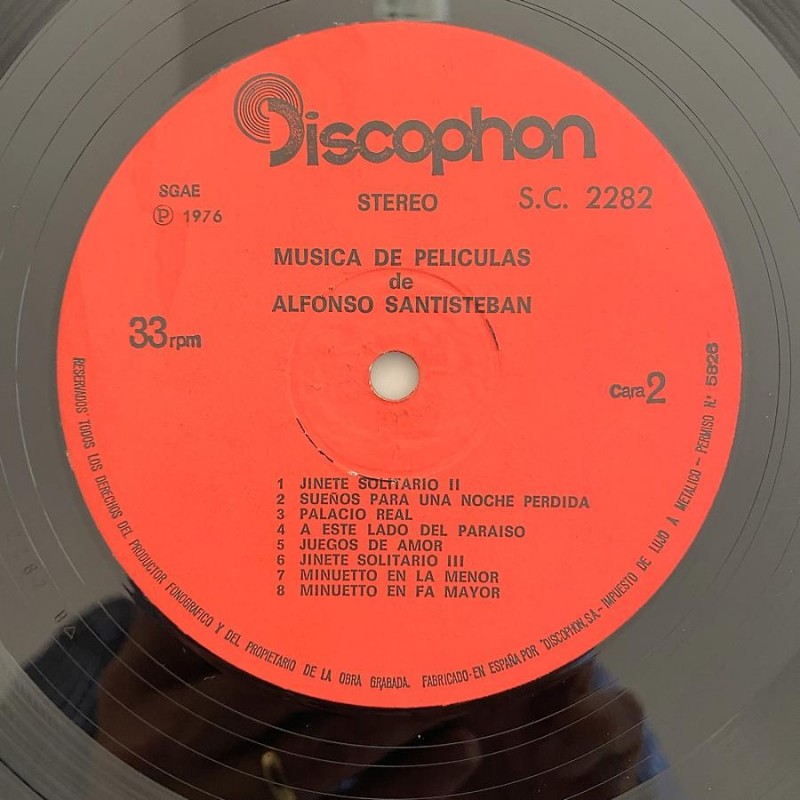 Discophon
SGAE
℗ 1976
STEREO
S.C. 2282
MUSICA DE PELICULAS
de
ALFONSO SANTISTEBAN
33 rpm
Cara 2
1 JINETE SOLITARIO II
2 SUEÑOS PARA UNA NOCHE PERDIDA
3 PALACIO REAL
4 A ESTE LADO DEL PARAISO
5 JUEGOS DE AMOR
6 JINETE SOLITARIO III
7 MINUETTO EN LA MENOR
8 MINUETTO EN FA MAYOR
RESERVADOS TODOS LOS DERECHOS DEL PRODUCTOR FONOGRAFICO Y DEL PROPIETARIO DE LA OBRA GRABADA. FABRICADO EN ESPAÑA POR "DISCOPHON, S.A. - IMPUESTO DE LUJO A METALICO - PERMISO N.º 5826